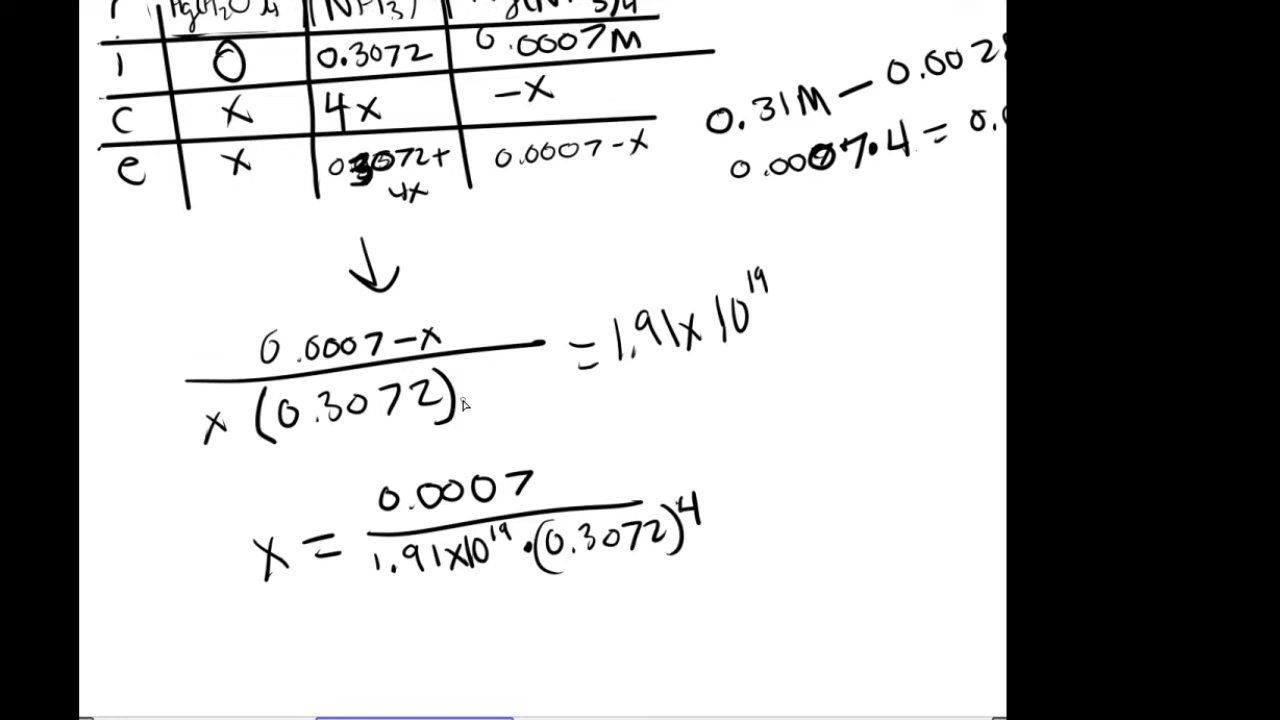 i 0 0.3072 0.0007M
c x 4x -x
e x 0.3072+4x 0.0007-x
0.31M - 0.002
0.0007·4 = 0.
0.0007-x / x (0.3072) = 1.91x10^19
x = 0.0007 / 1.91x10^19 · (0.3072)^4